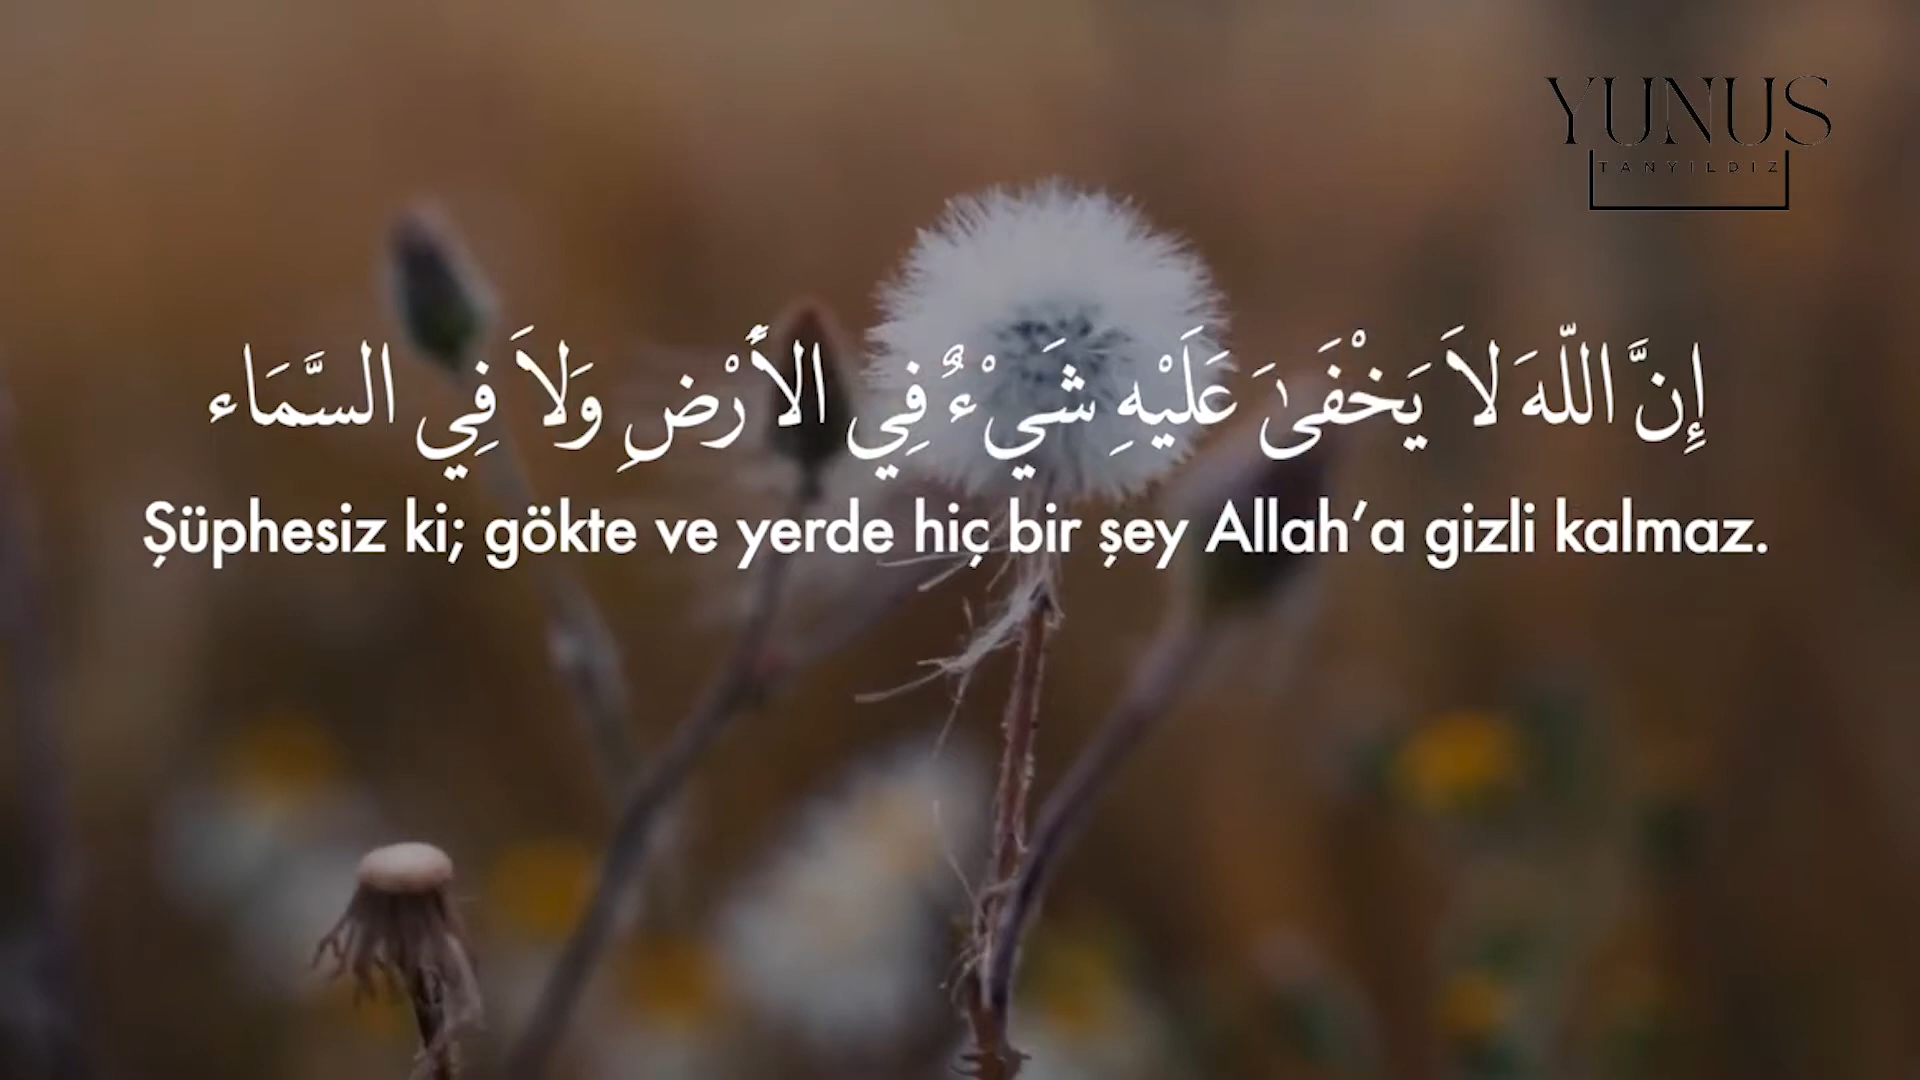 YUNUS
TANYILDIZ
إِنَّ اللّهَ لاَ يَخْفَىَ عَلَيْهِ شَيْءٌ فِي الأَرْضِ وَلاَ فِي السَّمَاء
Şüphesiz ki; gökte ve yerde hiç bir şey Allah’a gizli kalmaz.